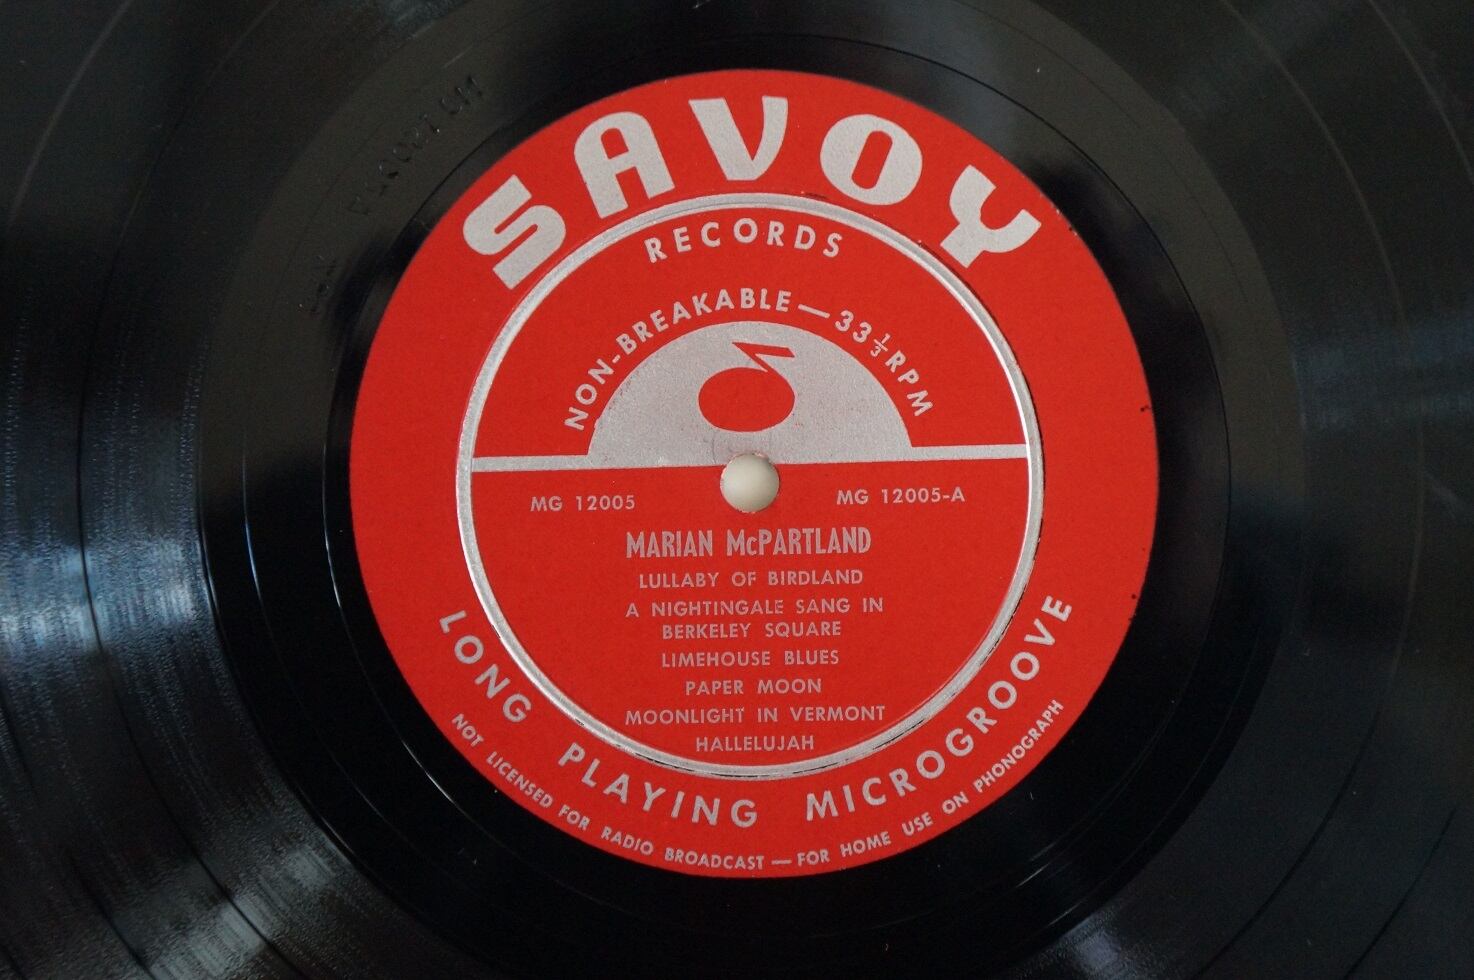 SAVOY
RECORDS
NON-BREAKABLE — 33 1/3 RPM
MG 12005
MG 12005-A
MARIAN McPARTLAND
LULLABY OF BIRDLAND
A NIGHTINGALE SANG IN
BERKELEY SQUARE
LIMEHOUSE BLUES
PAPER MOON
MOONLIGHT IN VERMONT
HALLELUJAH
LONG PLAYING MICROGROOVE
NOT LICENSED FOR RADIO BROADCAST — FOR HOME USE ON PHONOGRAPH